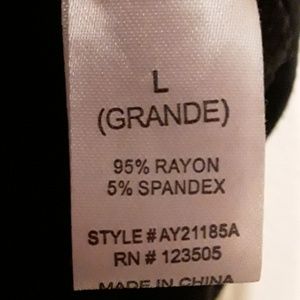 L
(GRANDE)
95% RAYON
5% SPANDEX
STYLE # AY21185A
RN # 123505
MADE IN CHINA